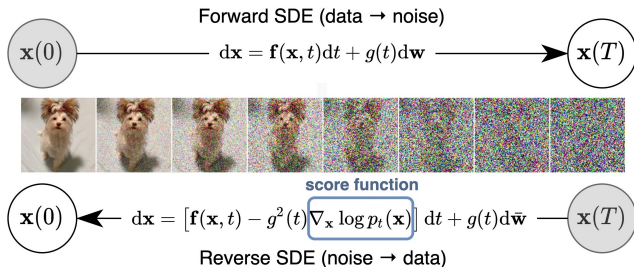 Forward SDE (data → noise)
x(0) dx = f(x, t)dt + g(t)dw x(T)
score function
x(0) dx = [f(x, t) − g²(t)∇ₓ log pₜ(x)] dt + g(t)dw̄ x(T)
Reverse SDE (noise → data)